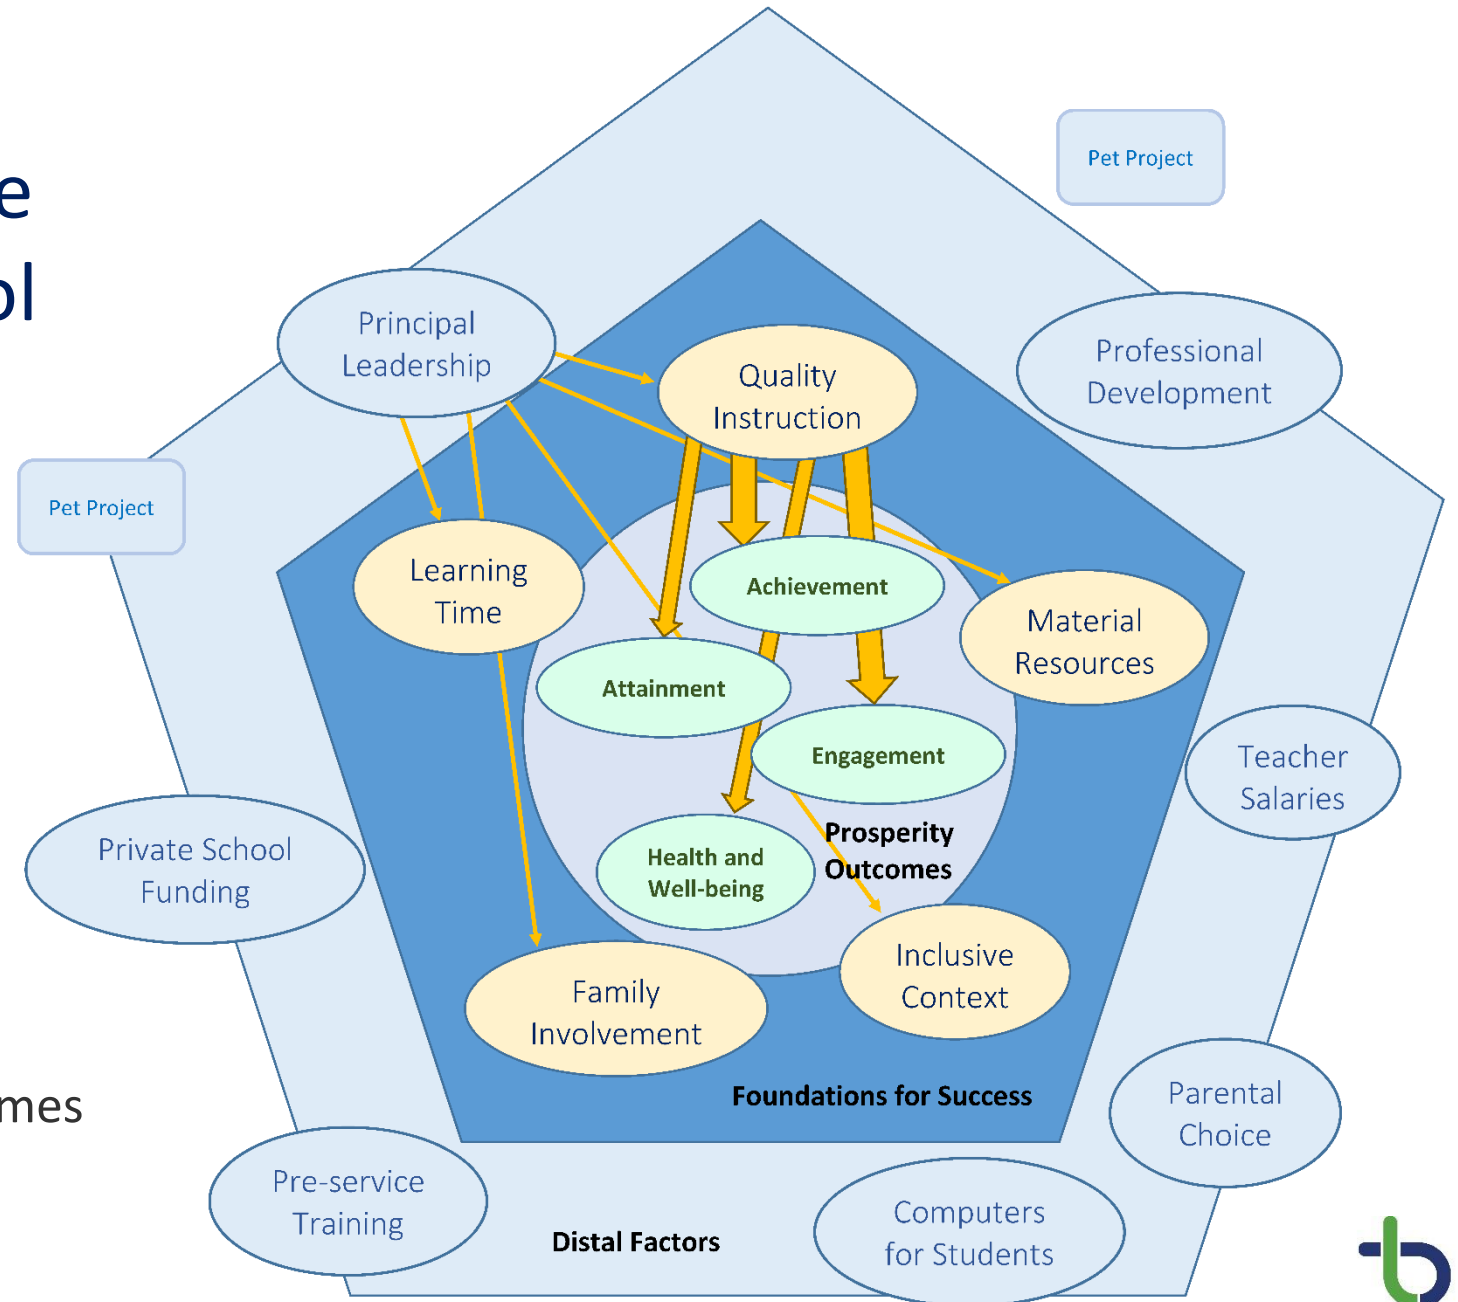 e
ol
Pet Project
Principal
Leadership
Quality
Instruction
Professional
Development
Pet Project
Learning
Time
Achievement
Material
Resources
Attainment
Engagement
Teacher
Salaries
Prosperity
Outcomes
Private School
Funding
Health and
Well-being
Inclusive
Context
Family
Involvement
Foundations for Success
mes
Parental
Choice
Pre-service
Training
Computers
for Students
Distal Factors